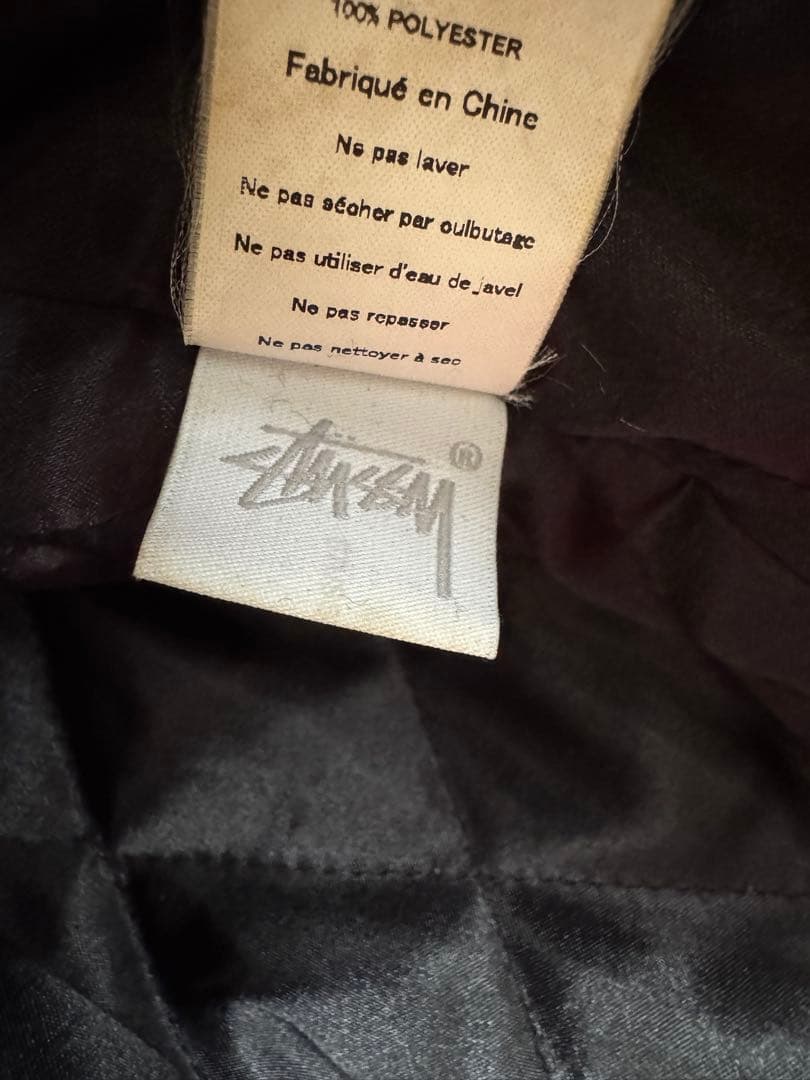 100% POLYESTER
Fabriqué en Chine
Ne pas laver
Ne pas sécher par culbutage
Ne pas utiliser d'eau de javel
Ne pas repasser
Ne pas nettoyer à sec
Stüssy ®